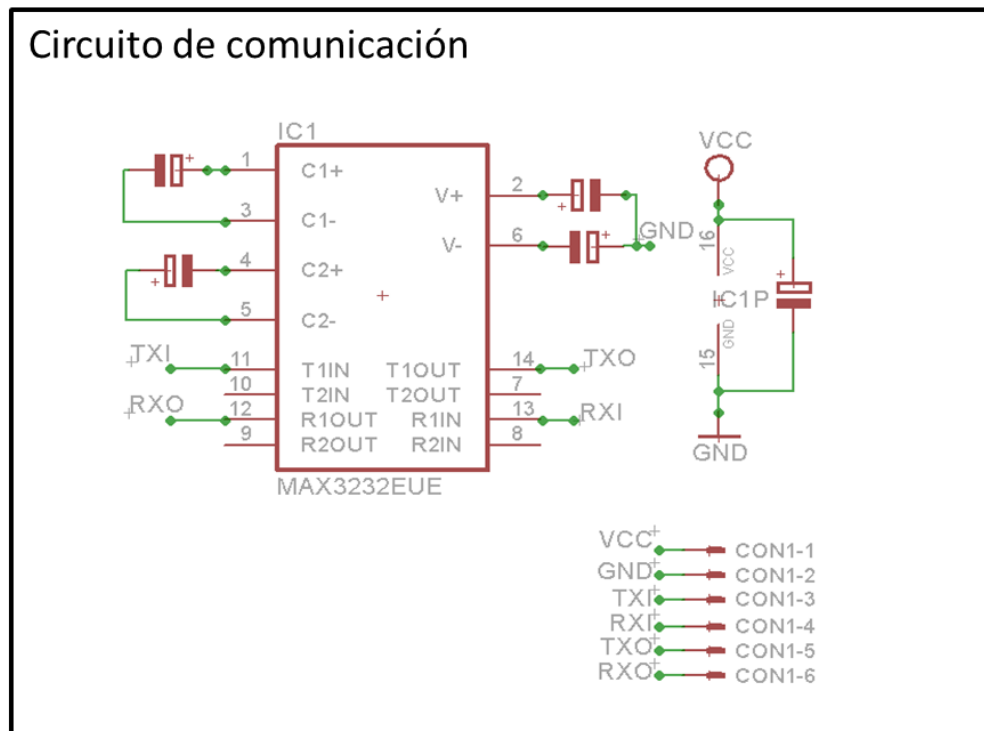 Circuito de comunicación
IC1
1 C1+
3 C1-
4 C2+
5 C2-
TXI 11 T1IN
10 T2IN
RXO 12 R1OUT
9 R2OUT
V+ 2
V- 6 GND
T1OUT 14 TXO
T2OUT 7
R1IN 13 RXI
R2IN 8
MAX3232EUE
VCC
16 VCC
IC1P
15 GND
GND
VCC CON1-1
GND CON1-2
TXI CON1-3
RXI CON1-4
TXO CON1-5
RXO CON1-6